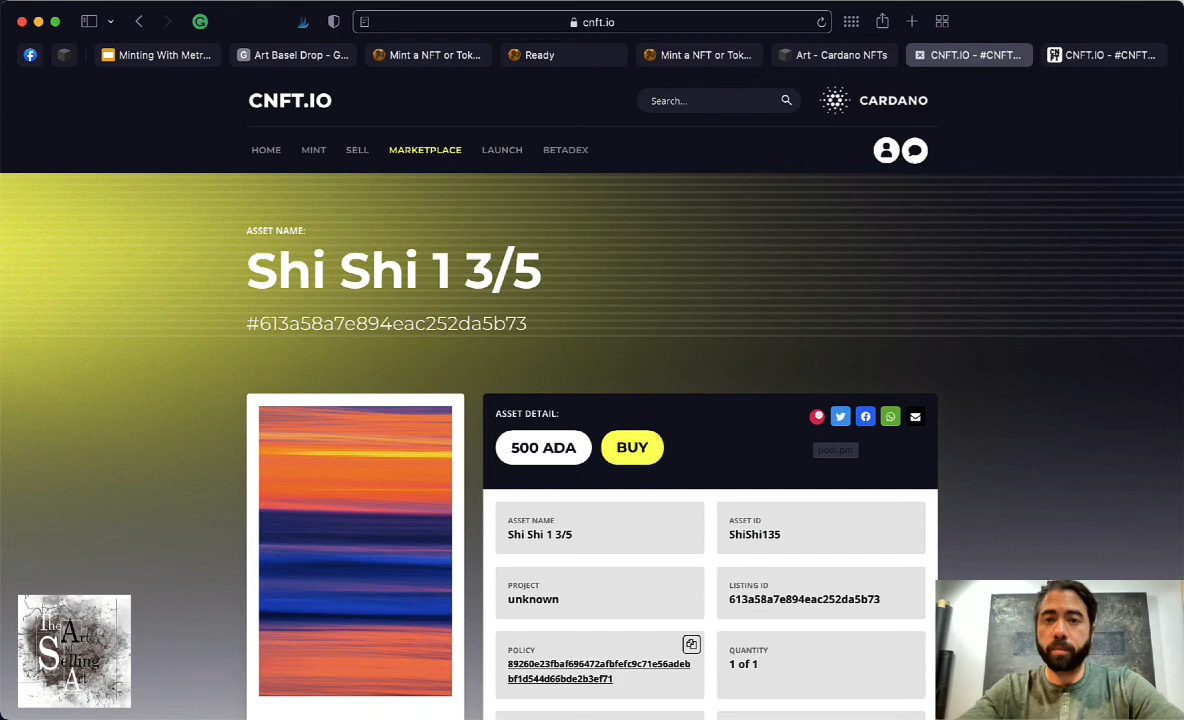 cnft.io
Minting With Metr...
Art Basel Drop - G...
Mint a NFT or Tok...
Ready
Mint a NFT or Tok...
Art - Cardano NFTs
CNFT.IO - #CNFT...
CNFT.IO - #CNFT...
CNFT.IO
Search...
CARDANO
HOME
MINT
SELL
MARKETPLACE
LAUNCH
BETADEX
ASSET NAME:
Shi Shi 1 3/5
#613a58a7e894eac252da5b73
ASSET DETAIL:
500 ADA
BUY
pool.pm
ASSET NAME
Shi Shi 1 3/5
ASSET ID
ShiShi135
PROJECT
unknown
LISTING ID
613a58a7e894eac252da5b73
POLICY
89260e23fbaf696472afbfefc9c71e56adeb
bf1d544d66bde2b3ef71
QUANTITY
1 of 1
The Art
of
Selling
Art